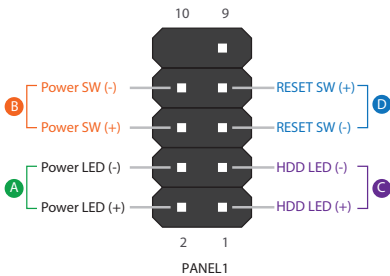 10 9
Power SW (-) RESET SW (+)
B D
Power SW (+) RESET SW (-)
Power LED (-) HDD LED (-)
A C
Power LED (+) HDD LED (+)
2 1
PANEL1